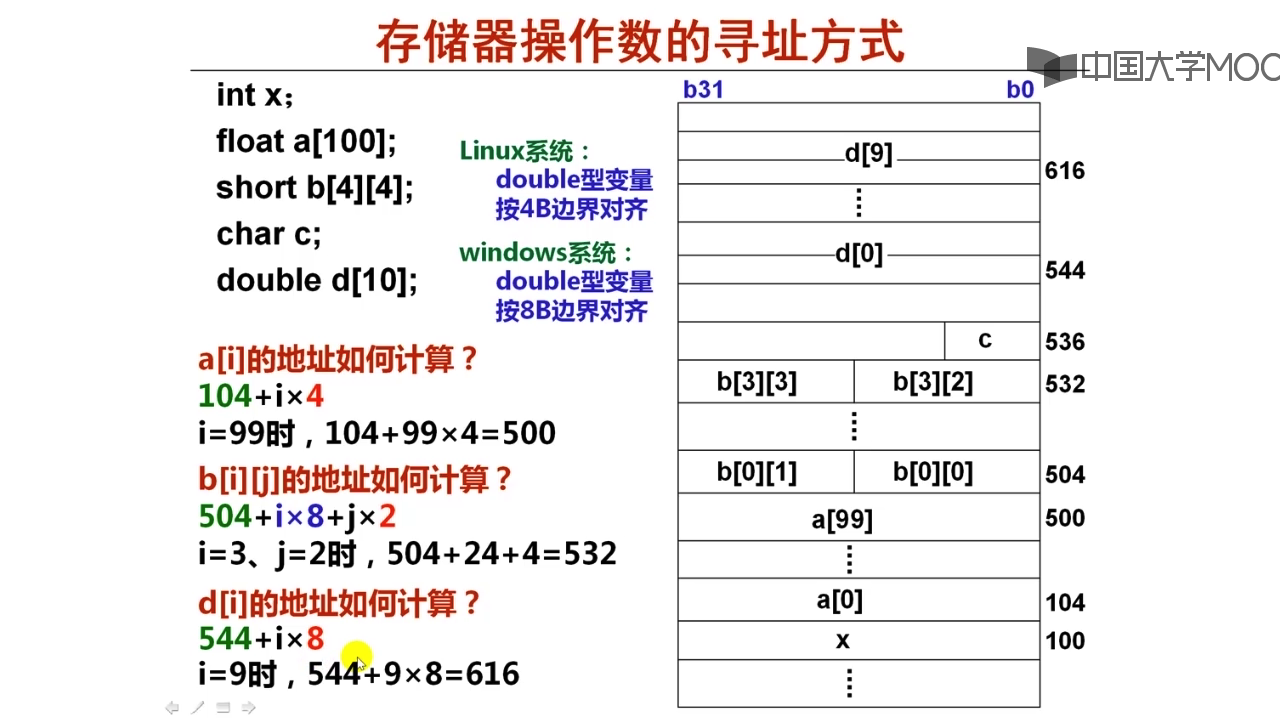 存储器操作数的寻址方式
中国大学MOO
int x；
float a[100];
short b[4][4];
char c;
double d[10];
Linux系统：
double型变量
按4B边界对齐
windows系统：
double型变量
按8B边界对齐
a[i]的地址如何计算？
104+i×4
i=99时，104+99×4=500
b[i][j]的地址如何计算？
504+i×8+j×2
i=3、j=2时，504+24+4=532
d[i]的地址如何计算？
544+i×8
i=9时，544+9×8=616
b31 b0
d[9] 616
d[0] 544
c 536
b[3][3] b[3][2] 532
b[0][1] b[0][0] 504
a[99] 500
a[0] 104
x 100